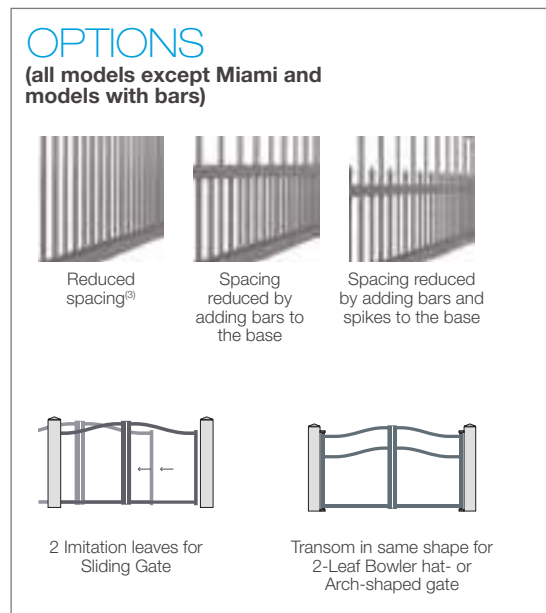 OPTIONS
(all models except Miami and
models with bars)
Reduced
spacing(3)
Spacing
reduced by
adding bars to
the base
Spacing reduced
by adding bars and
spikes to the base
2 Imitation leaves for
Sliding Gate
Transom in same shape for
2-Leaf Bowler hat- or
Arch-shaped gate